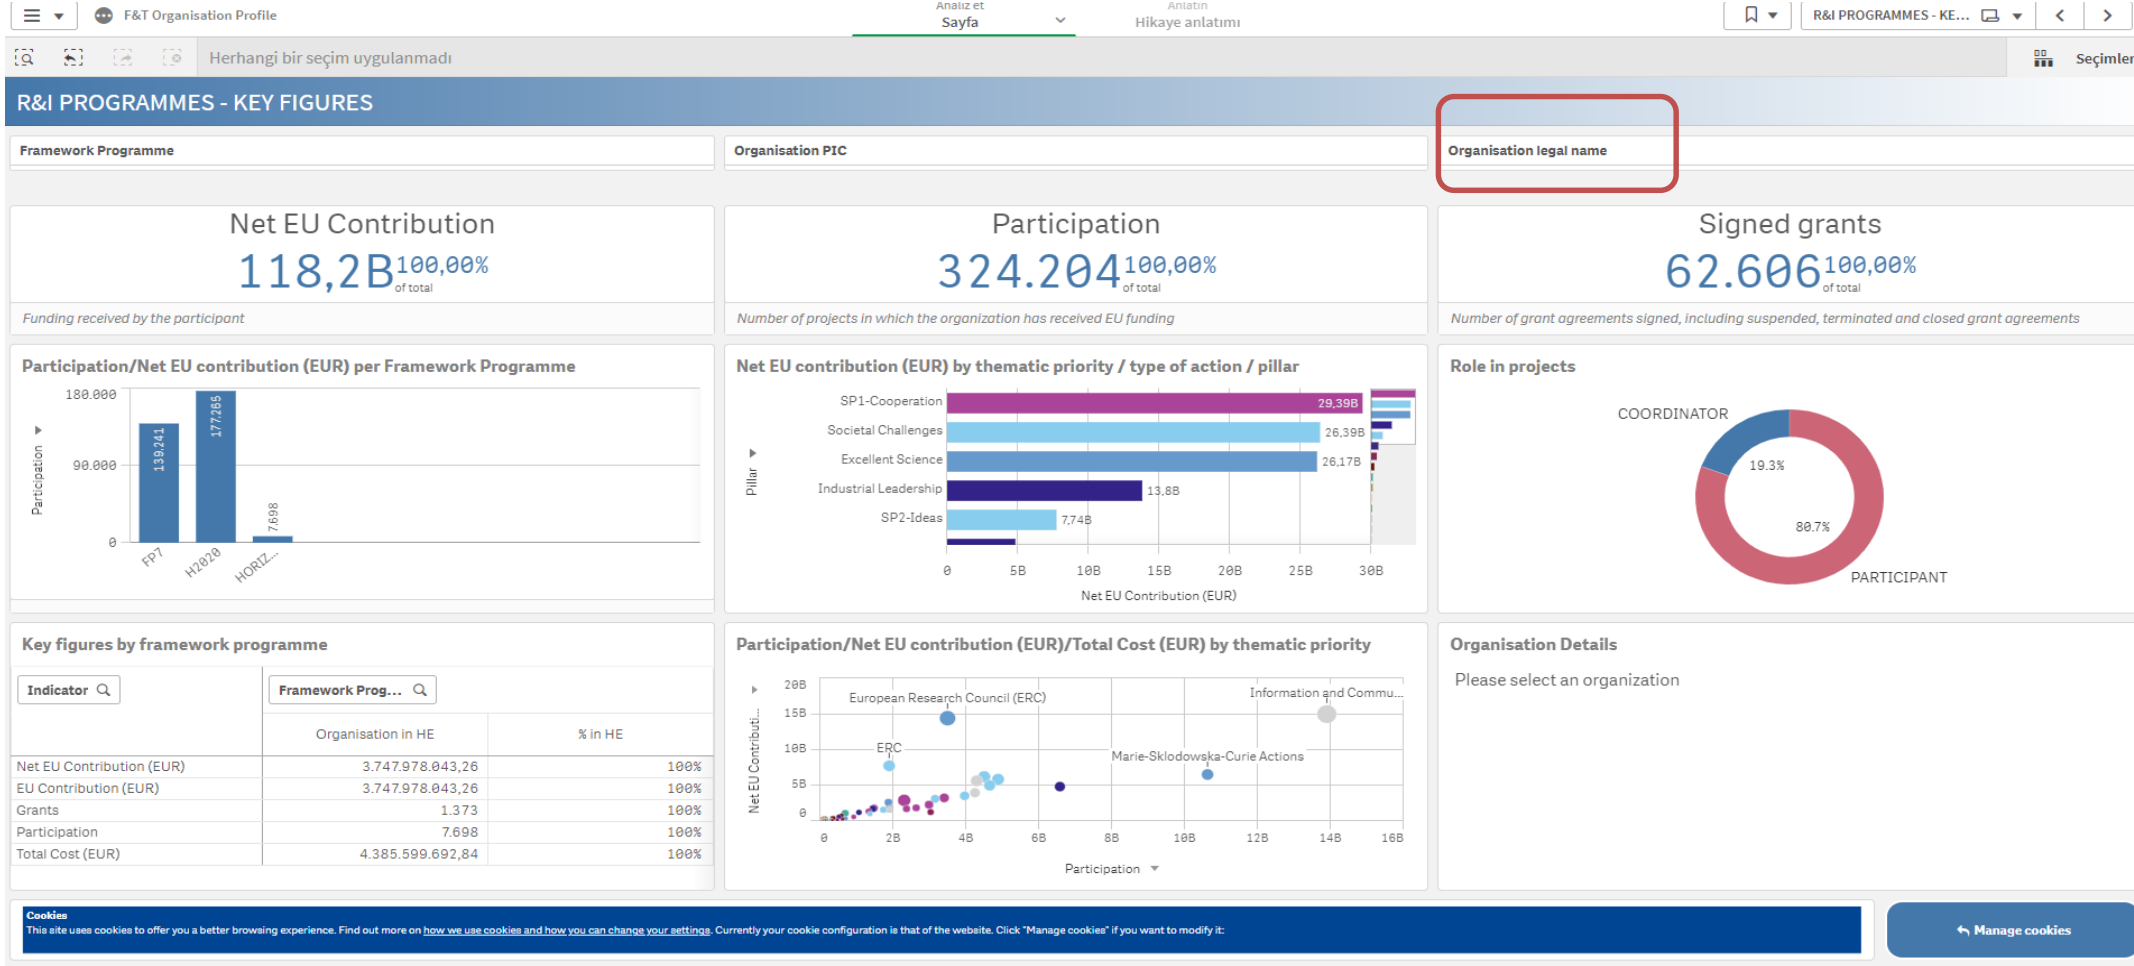 F&T Organisation Profile
Analiz et
Sayfa
Anlatın
Hikaye anlatımı
R&I PROGRAMMES - KE...
Herhangi bir seçim uygulanmadı
Seçimler
R&I PROGRAMMES - KEY FIGURES
Framework Programme
Organisation PIC
Organisation legal name
Net EU Contribution
118,2B 100,00%
of total
Funding received by the participant
Participation
324.204 100,00%
of total
Number of projects in which the organization has received EU funding
Signed grants
62.606 100,00%
of total
Number of grant agreements signed, including suspended, terminated and closed grant agreements
Participation/Net EU contribution (EUR) per Framework Programme
Participation
180.000
90.000
0
139.241
177.265
7.698
FP7
H2020
HORIZ...
Net EU contribution (EUR) by thematic priority / type of action / pillar
Pillar
SP1-Cooperation 29,39B
Societal Challenges 26,39B
Excellent Science 26,17B
Industrial Leadership 13,8B
SP2-Ideas 7,74B
0 5B 10B 15B 20B 25B 30B
Net EU Contribution (EUR)
Role in projects
COORDINATOR
19.3%
80.7%
PARTICIPANT
Key figures by framework programme
Indicator
Framework Prog...
Organisation in HE % in HE
Net EU Contribution (EUR) 3.747.978.043,26 100%
EU Contribution (EUR) 3.747.978.043,26 100%
Grants 1.373 100%
Participation 7.698 100%
Total Cost (EUR) 4.385.599.692,84 100%
Participation/Net EU contribution (EUR)/Total Cost (EUR) by thematic priority
Net EU Contributi...
20B
15B
10B
5B
0
European Research Council (ERC)
Information and Commu...
ERC
Marie-Sklodowska-Curie Actions
0 2B 4B 6B 8B 10B 12B 14B 16B
Participation
Organisation Details
Please select an organization
Cookies
This site uses cookies to offer you a better browsing experience. Find out more on how we use cookies and how you can change your settings. Currently your cookie configuration is that of the website. Click "Manage cookies" if you want to modify it:
Manage cookies